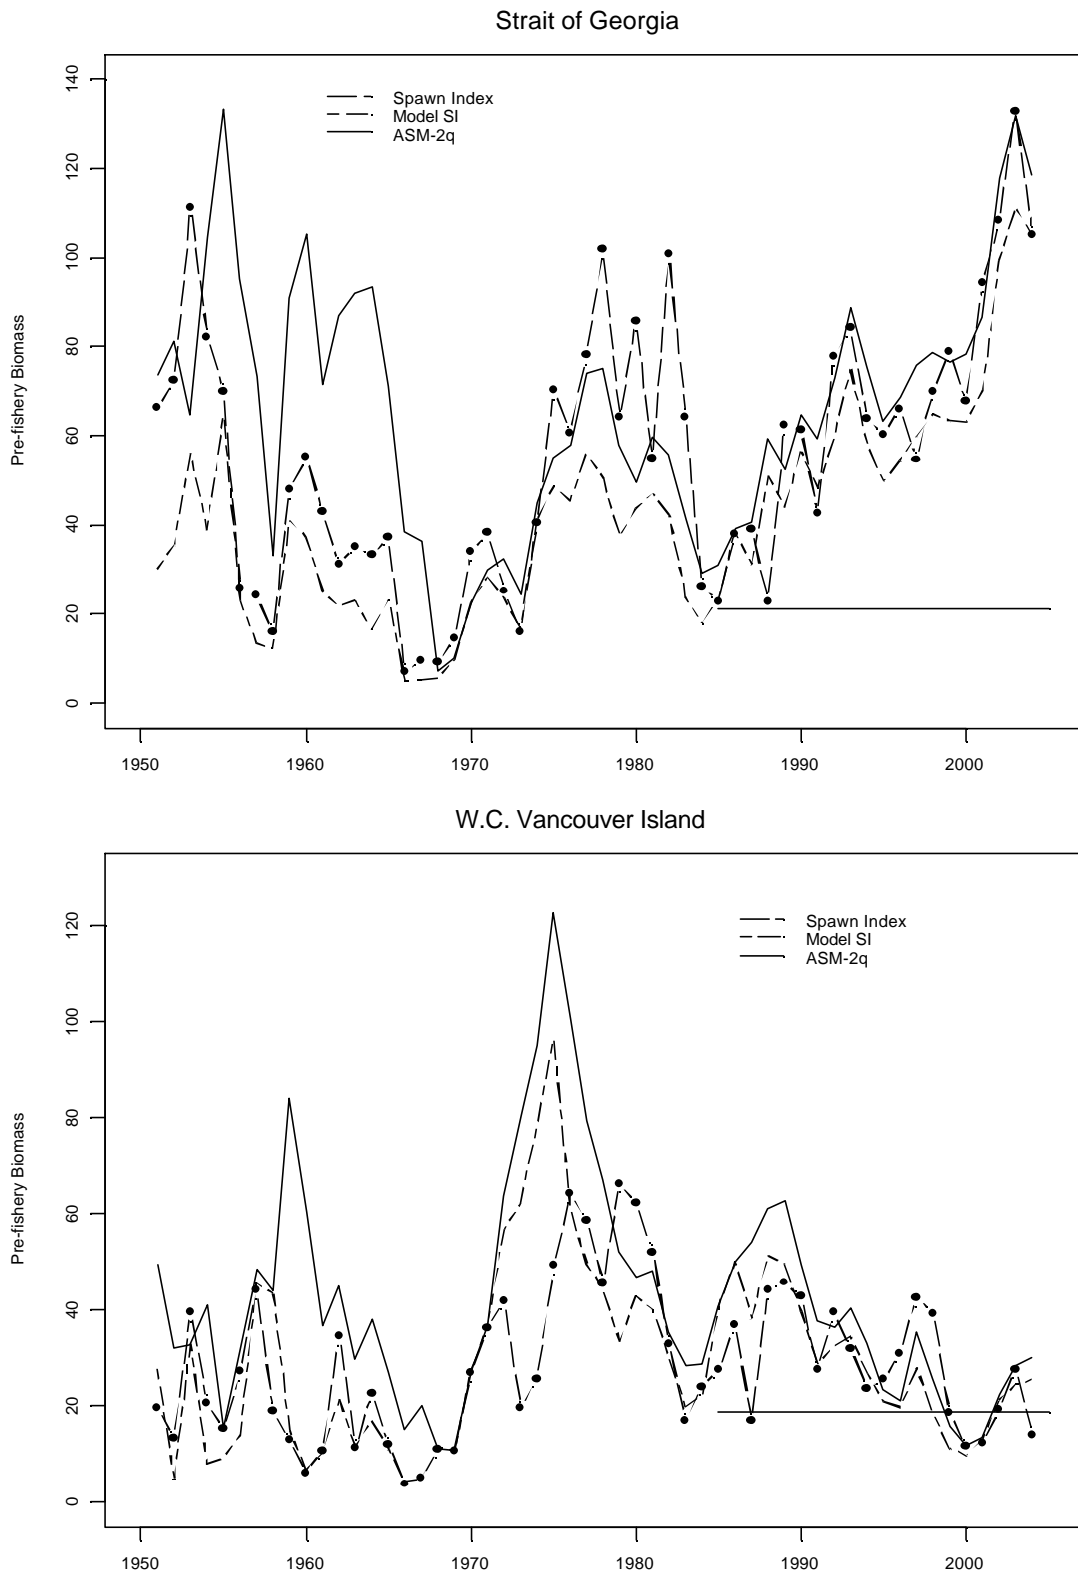 Strait of Georgia
140
120
100
80
60
40
20
0
Pre-fishery Biomass
Spawn Index
Model SI
ASM-2q
1950 1960 1970 1980 1990 2000
W.C. Vancouver Island
120
100
80
60
40
20
0
Pre-fishery Biomass
Spawn Index
Model SI
ASM-2q
1950 1960 1970 1980 1990 2000